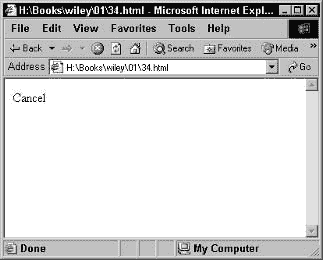 H:\Books\wiley\01\34.html - Microsoft Internet Expl...
File Edit View Favorites Tools Help
Back Search Favorites Media »
Address H:\Books\wiley\01\34.html Go
Cancel
Done My Computer